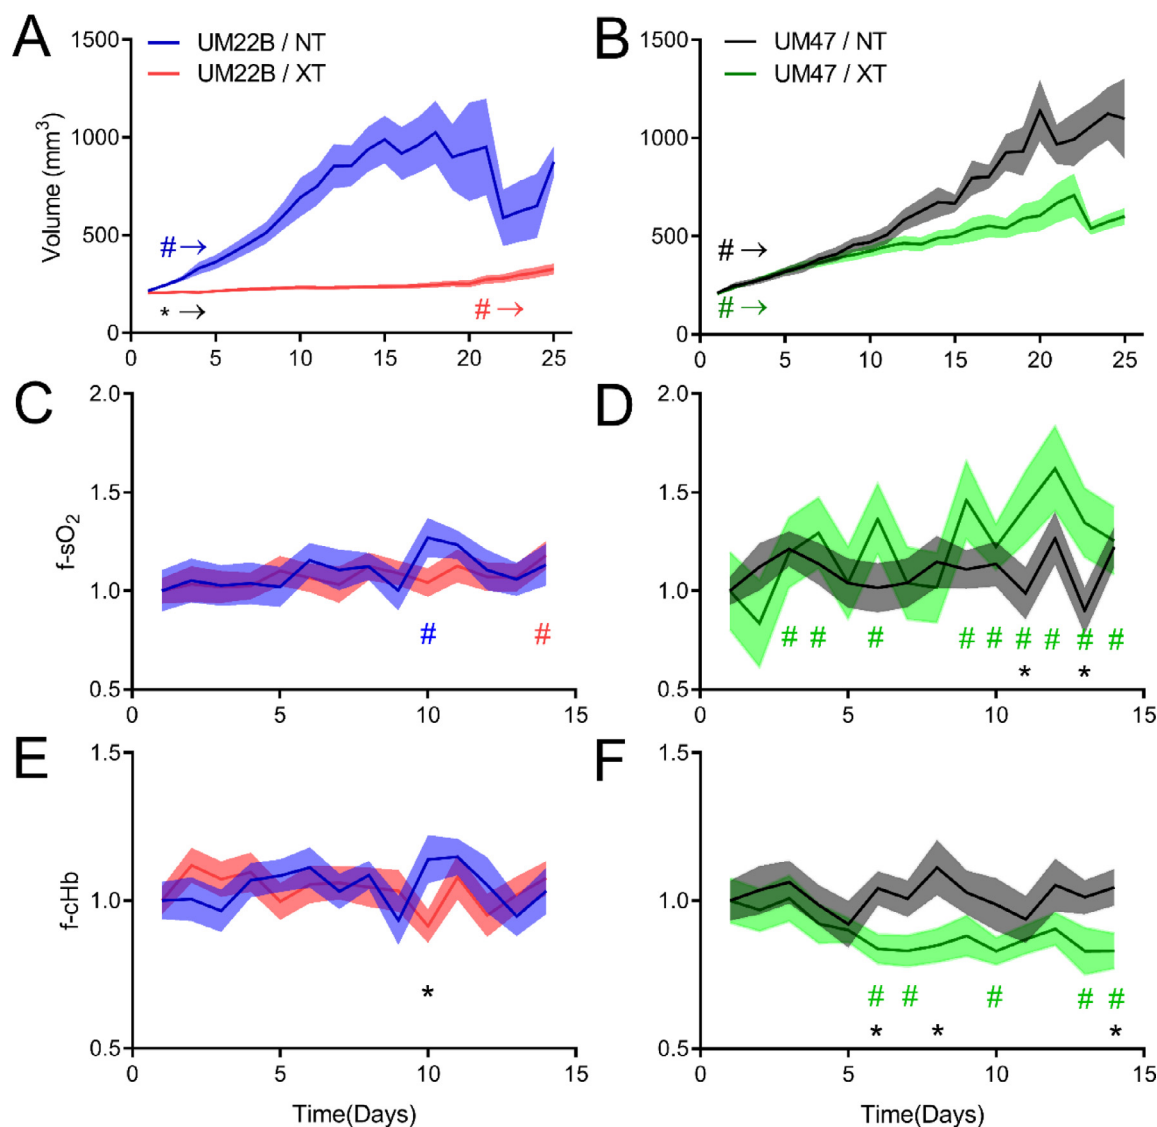 A
B
UM22B / NT
UM22B / XT
UM47 / NT
UM47 / XT
Volume (mm³)
1500
1000
500
0
# →
* →
# →
0 5 10 15 20 25
1500
1000
500
0
# →
# →
0 5 10 15 20 25
C
D
f-sO₂
2.0
1.5
1.0
0.5
# #
0 5 10 15
2.0
1.5
1.0
0.5
# # # # # # # # #
* *
0 5 10 15
E
F
f-cHb
1.5
1.0
0.5
*
0 5 10 15
Time(Days)
1.5
1.0
0.5
# # # # #
* * *
0 5 10 15
Time(Days)